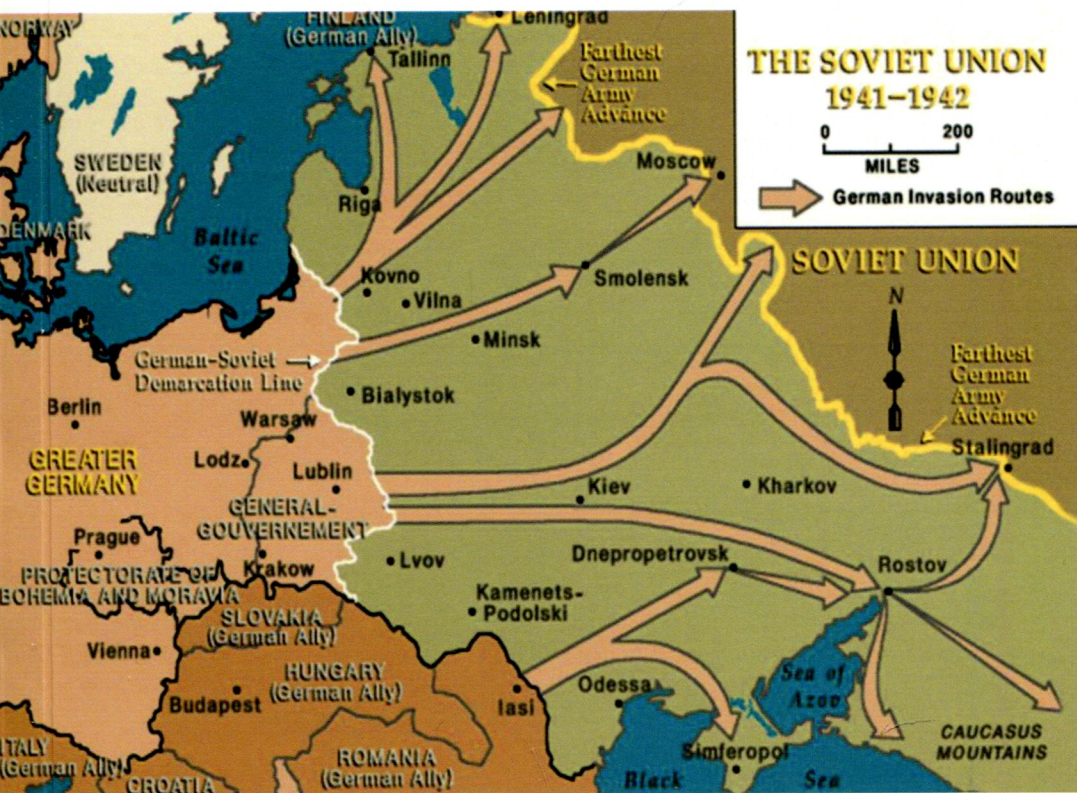 NORWAY
FINLAND
(German Ally)
Leningrad
Tallinn
Farthest
German
Army
Advance
THE SOVIET UNION
1941–1942
0 200
MILES
German Invasion Routes
SWEDEN
(Neutral)
Moscow
Riga
DENMARK
Baltic
Sea
SOVIET UNION
Kovno
Vilna
Smolensk
N
Minsk
German-Soviet
Demarcation Line
Farthest
German
Army
Advance
Bialystok
Berlin
Warsaw
Stalingrad
GREATER
GERMANY
Lodz
Lublin
Kiev
Kharkov
GENERAL-
GOUVERNEMENT
Prague
Lvov
Dnepropetrovsk
Rostov
Krakow
PROTECTORATE OF
BOHEMIA AND MORAVIA
Kamenets-
Podolski
SLOVAKIA
(German Ally)
Vienna
HUNGARY
(German Ally)
Budapest
Iasi
Odessa
Sea of
Azov
CAUCASUS
MOUNTAINS
ITALY
(German Ally)
CROATIA
ROMANIA
(German Ally)
Simferopol
Black Sea